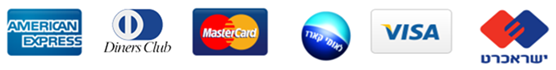 AMERICAN
EXPRESS
Diners Club
MasterCard
לאומי קארד
VISA
ישראכרט